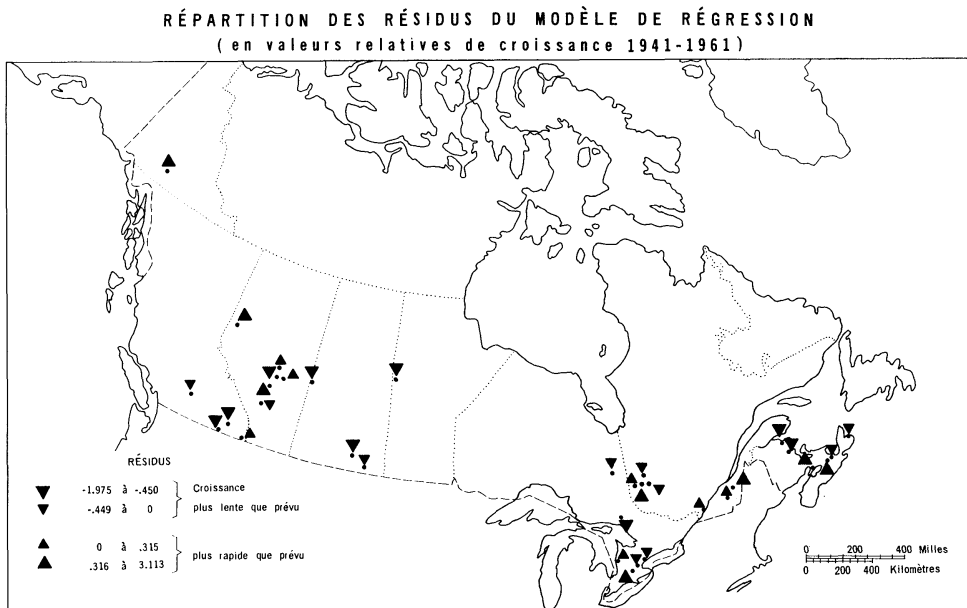 RÉPARTITION DES RÉSIDUS DU MODÈLE DE RÉGRESSION
(en valeurs relatives de croissance 1941-1961)
RÉSIDUS
-1.975 à -.450
-.449 à 0
Croissance
plus lente que prévu
0 à .315
.316 à 3.113
plus rapide que prévu
0 200 400 Milles
0 200 400 Kilomètres